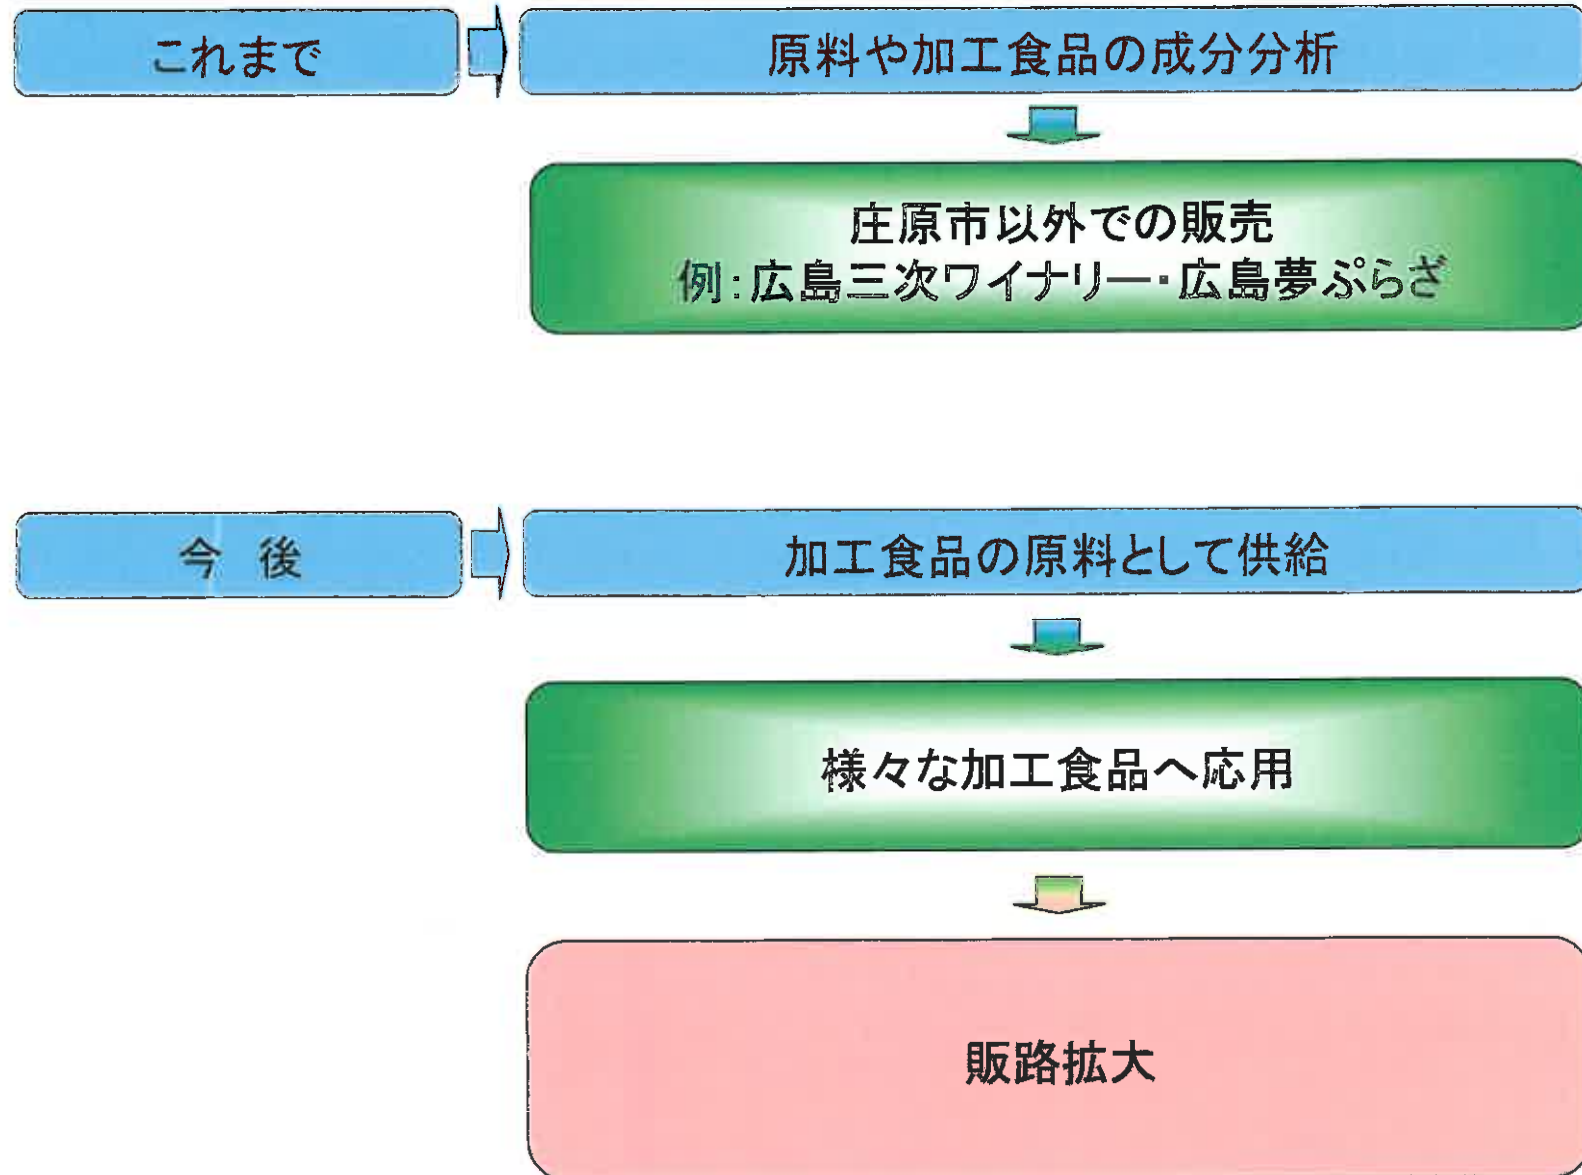 これまで
原料や加工食品の成分分析
庄原市以外での販売
例：広島三次ワイナリー・広島夢ぷらざ
今 後
加工食品の原料として供給
様々な加工食品へ応用
販路拡大